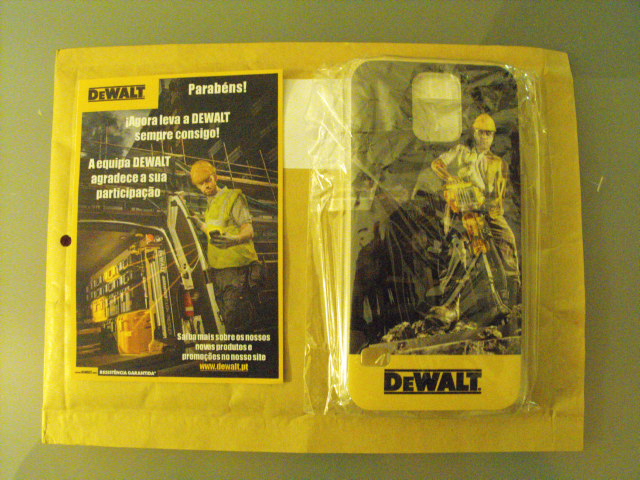 DEWALT
Parabéns!
¡Agora leva a DEWALT
sempre consigo!
A equipa DEWALT
agradece a sua
participação
Saiba mais sobre os nossos
novos produtos e
promoções no nosso site
www.dewalt.pt
RESISTÊNCIA GARANTIDA
DEWALT